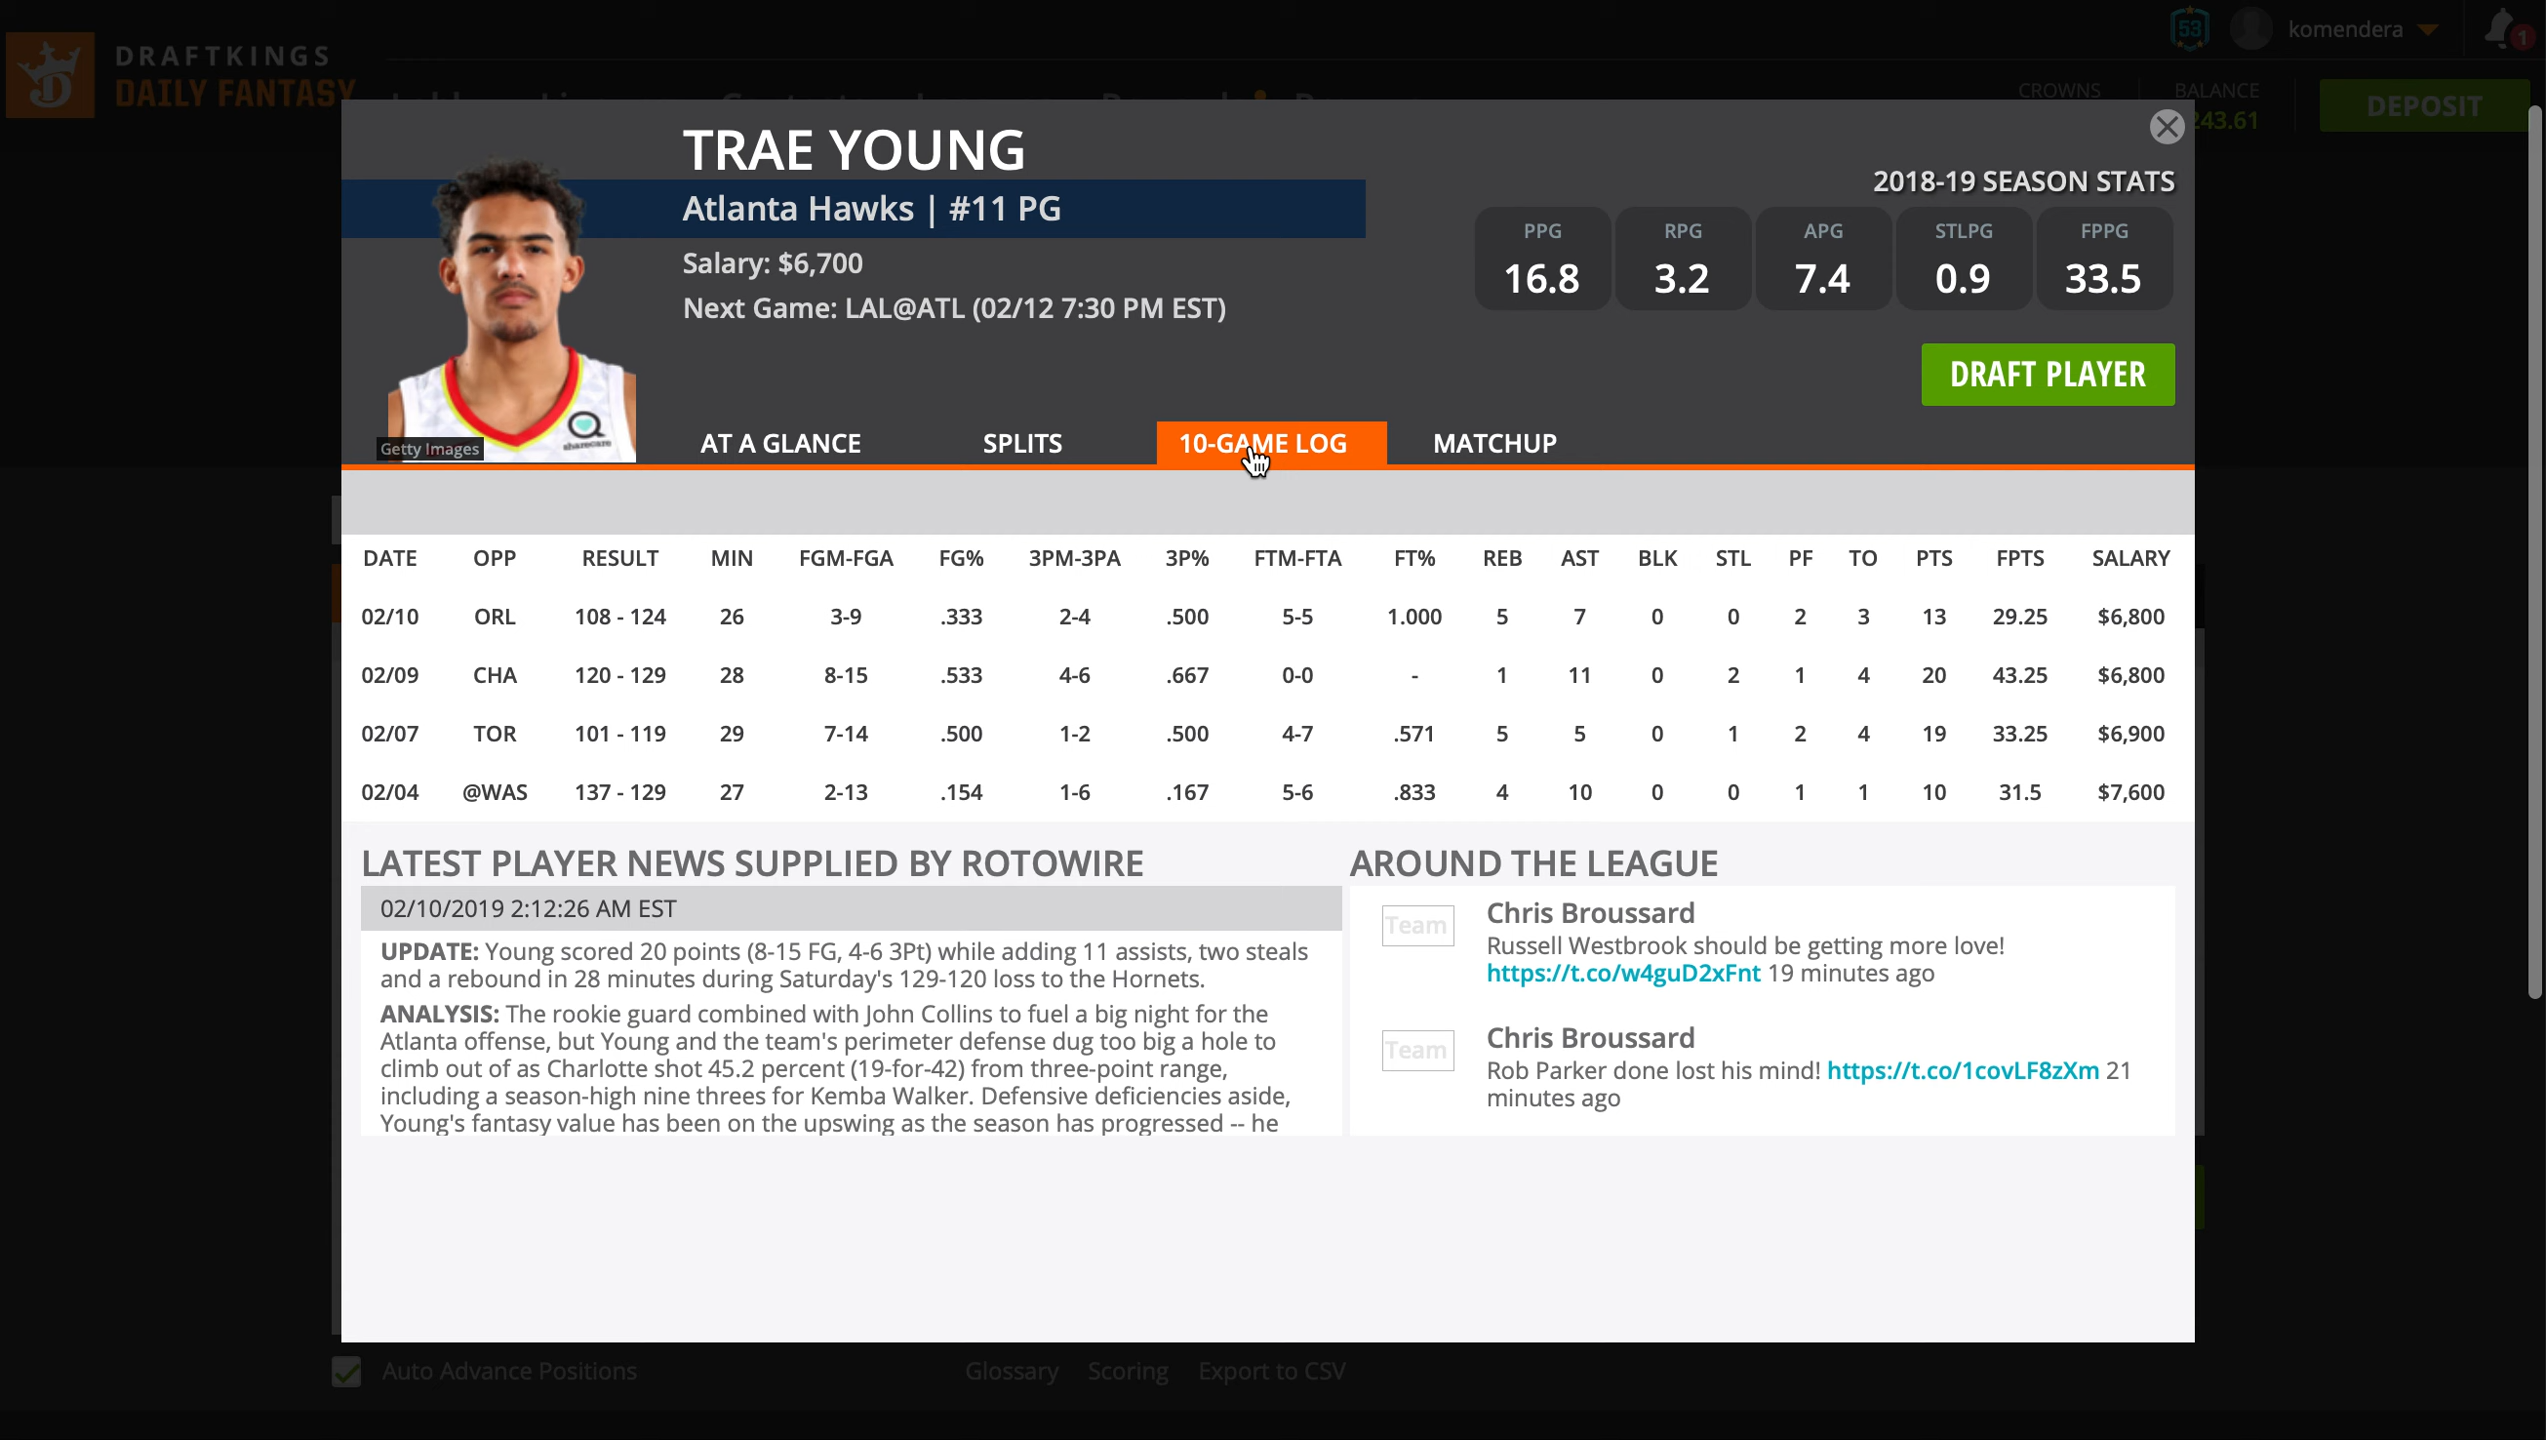 DRAFTKINGS
DAILY FANTASY
53
komendera
1
CROWNS
BALANCE
243.61
DEPOSIT
TRAE YOUNG
Atlanta Hawks | #11 PG
Salary: $6,700
Next Game: LAL@ATL (02/12 7:30 PM EST)
2018-19 SEASON STATS
PPG RPG APG STLPG FPPG
16.8 3.2 7.4 0.9 33.5
DRAFT PLAYER
sharecare
Getty Images
AT A GLANCE SPLITS 10-GAME LOG MATCHUP
DATE OPP RESULT MIN FGM-FGA FG% 3PM-3PA 3P% FTM-FTA FT% REB AST BLK STL PF TO PTS FPTS SALARY
02/10 ORL 108 - 124 26 3-9 .333 2-4 .500 5-5 1.000 5 7 0 0 2 3 13 29.25 $6,800
02/09 CHA 120 - 129 28 8-15 .533 4-6 .667 0-0 - 1 11 0 2 1 4 20 43.25 $6,800
02/07 TOR 101 - 119 29 7-14 .500 1-2 .500 4-7 .571 5 5 0 1 2 4 19 33.25 $6,900
02/04 @WAS 137 - 129 27 2-13 .154 1-6 .167 5-6 .833 4 10 0 0 1 1 10 31.5 $7,600
LATEST PLAYER NEWS SUPPLIED BY ROTOWIRE
02/10/2019 2:12:26 AM EST
UPDATE: Young scored 20 points (8-15 FG, 4-6 3Pt) while adding 11 assists, two steals
and a rebound in 28 minutes during Saturday's 129-120 loss to the Hornets.
ANALYSIS: The rookie guard combined with John Collins to fuel a big night for the
Atlanta offense, but Young and the team's perimeter defense dug too big a hole to
climb out of as Charlotte shot 45.2 percent (19-for-42) from three-point range,
including a season-high nine threes for Kemba Walker. Defensive deficiencies aside,
Young's fantasy value has been on the upswing as the season has progressed -- he
AROUND THE LEAGUE
Team
Chris Broussard
Russell Westbrook should be getting more love!
https://t.co/w4guD2xFnt 19 minutes ago
Team
Chris Broussard
Rob Parker done lost his mind! https://t.co/1covLF8zXm 21
minutes ago
Auto Advance Positions
Glossary Scoring Export to CSV